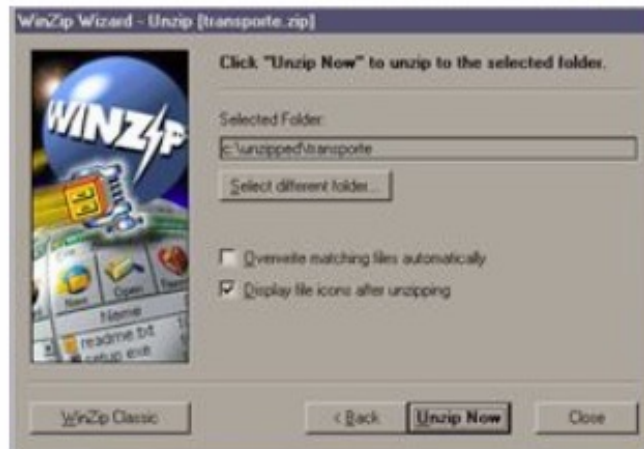 WinZip Wizard - Unzip [transporte.zip]
Click "Unzip Now" to unzip to the selected folder.
WINZIP
Selected Folder:
c:\unzipped\transporte
Select different folder...
Overwrite matching files automatically
Display file icons after unzipping
New Open
Name
readme.txt
setup.exe
WinZip Classic
< Back
Unzip Now
Close